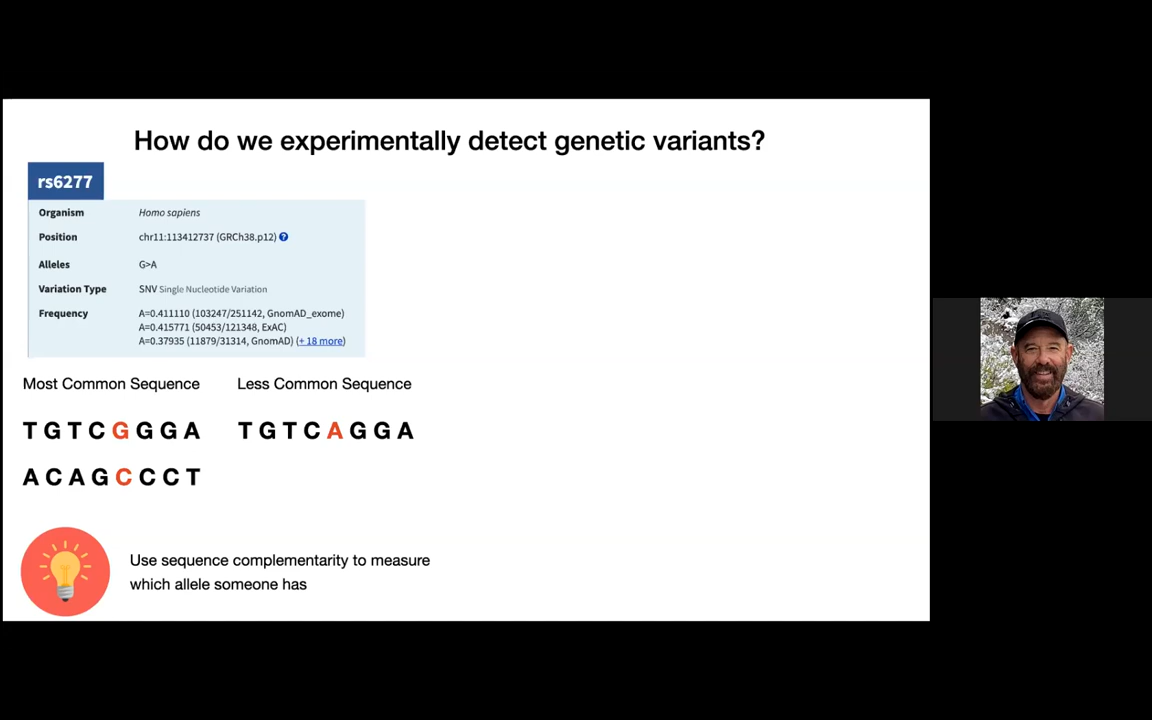 How do we experimentally detect genetic variants?
rs6277
Organism Homo sapiens
Position chr11:113412737 (GRCh38.p12) ?
Alleles G>A
Variation Type SNV Single Nucleotide Variation
Frequency A=0.411110 (103247/251142, GnomAD_exome)
A=0.415771 (50453/121348, ExAC)
A=0.37935 (11879/31314, GnomAD) (+ 18 more)
Most Common Sequence Less Common Sequence
T G T C G G G A T G T C A G G A
A C A G C C C T
Use sequence complementarity to measure
which allele someone has